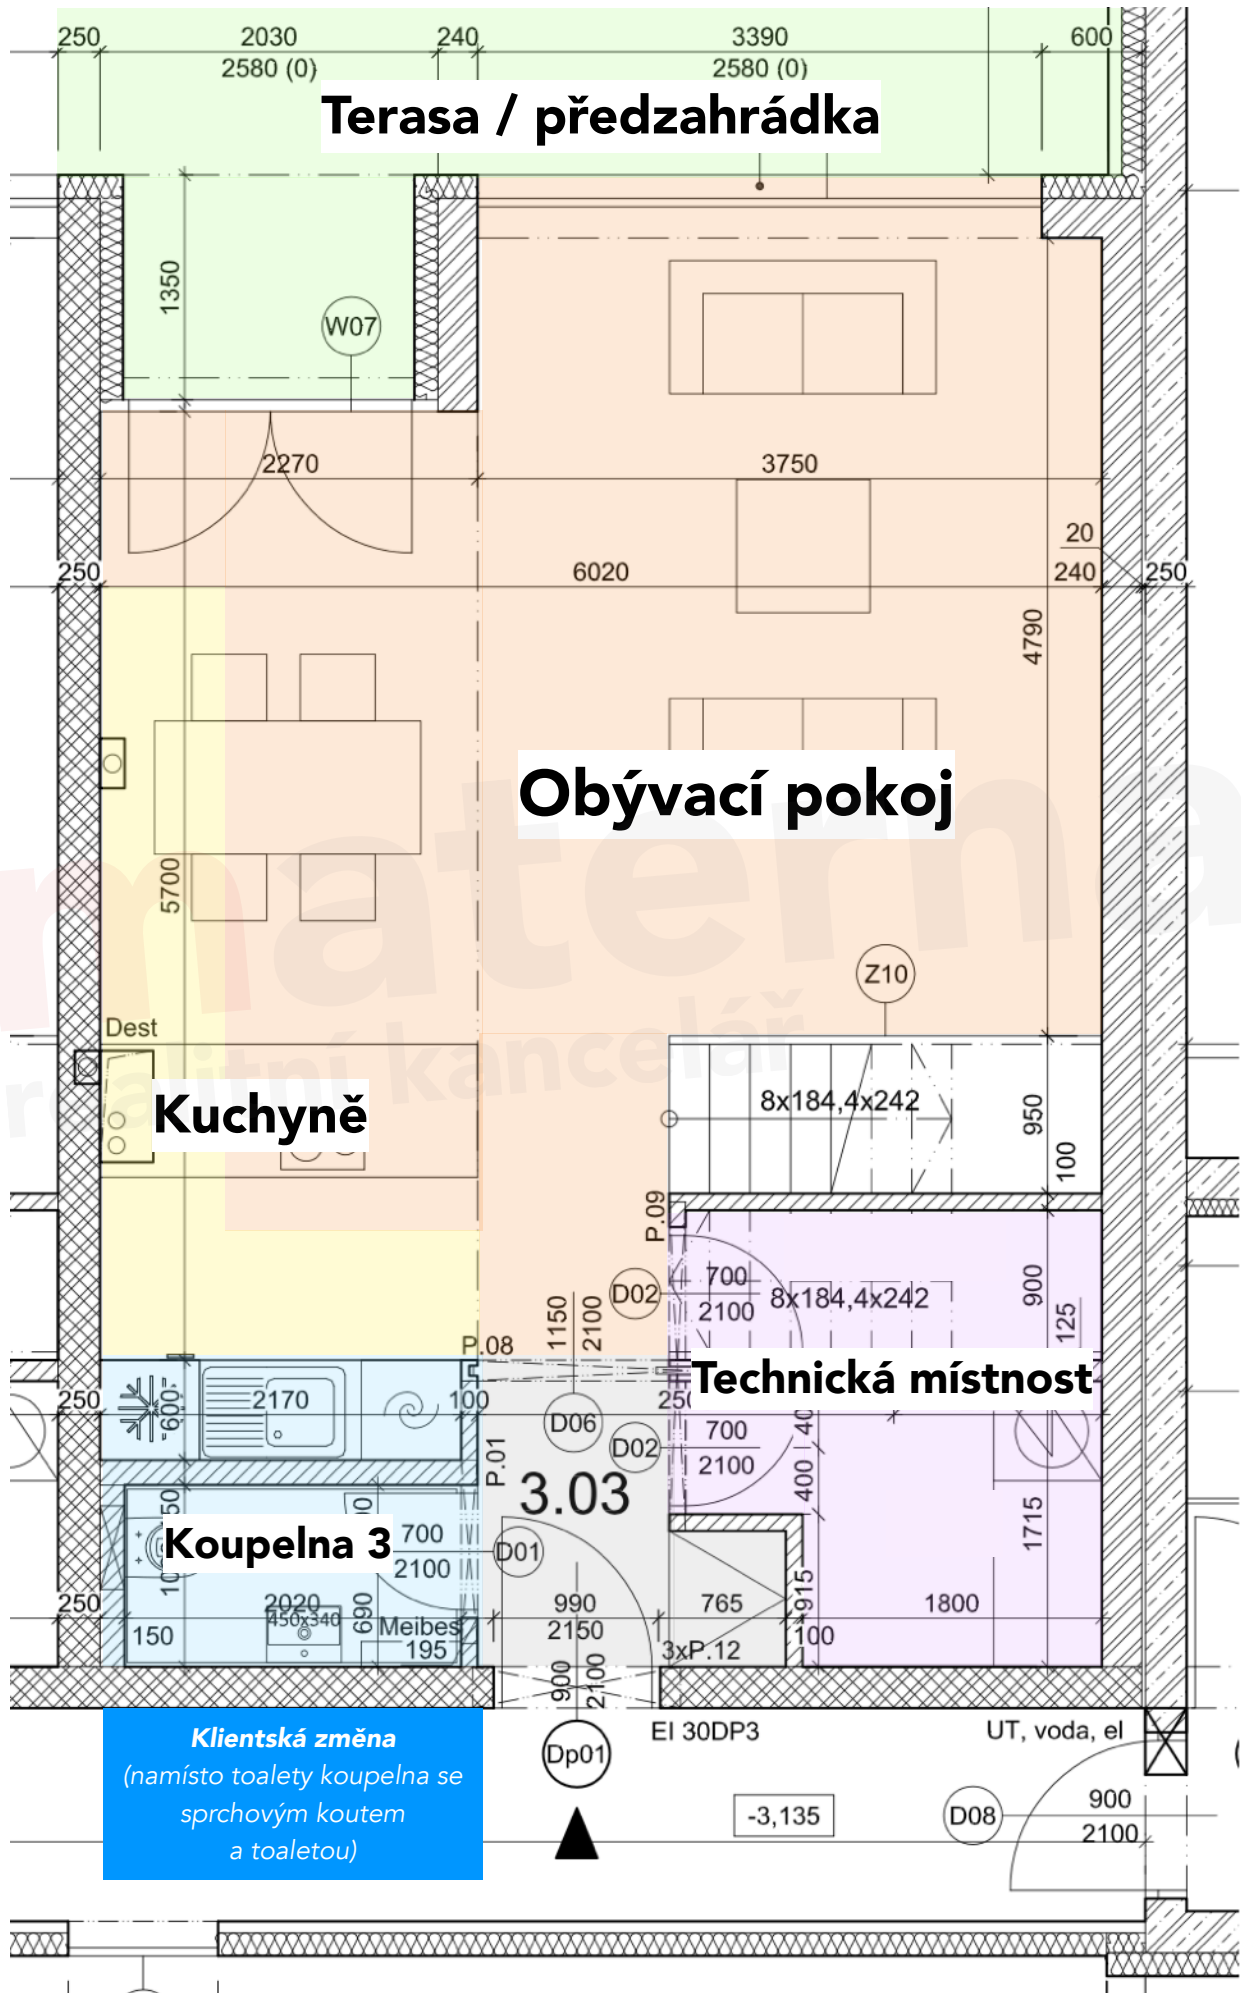 250 2030 240 3390 600
2580 (0) 2580 (0)
Terasa / předzahrádka
1350
W07
2270 3750
20
250 6020 240 250
4790
Obývací pokoj
5700
materna
realitní kancelář
Z10
Dest
Kuchyně
8x184,4x242
950
100
P.09
D02 700
2100
8x184,4x242
900
125
1150
2100
P.08
Technická místnost
250 600 2170 100
D06
D02 700
2100
400
P.01
3.03
1715
Koupelna 3
700
2100
D01
250 2020
450x340
690
Meibes
150 195
990
2150
765
915
1800
100
3xP.12
900
2100
EI 30DP3
UT, voda, el
Dp01
Klientská změna
(namísto toalety koupelna se
sprchovým koutem
a toaletou)
-3,135
D08
900
2100